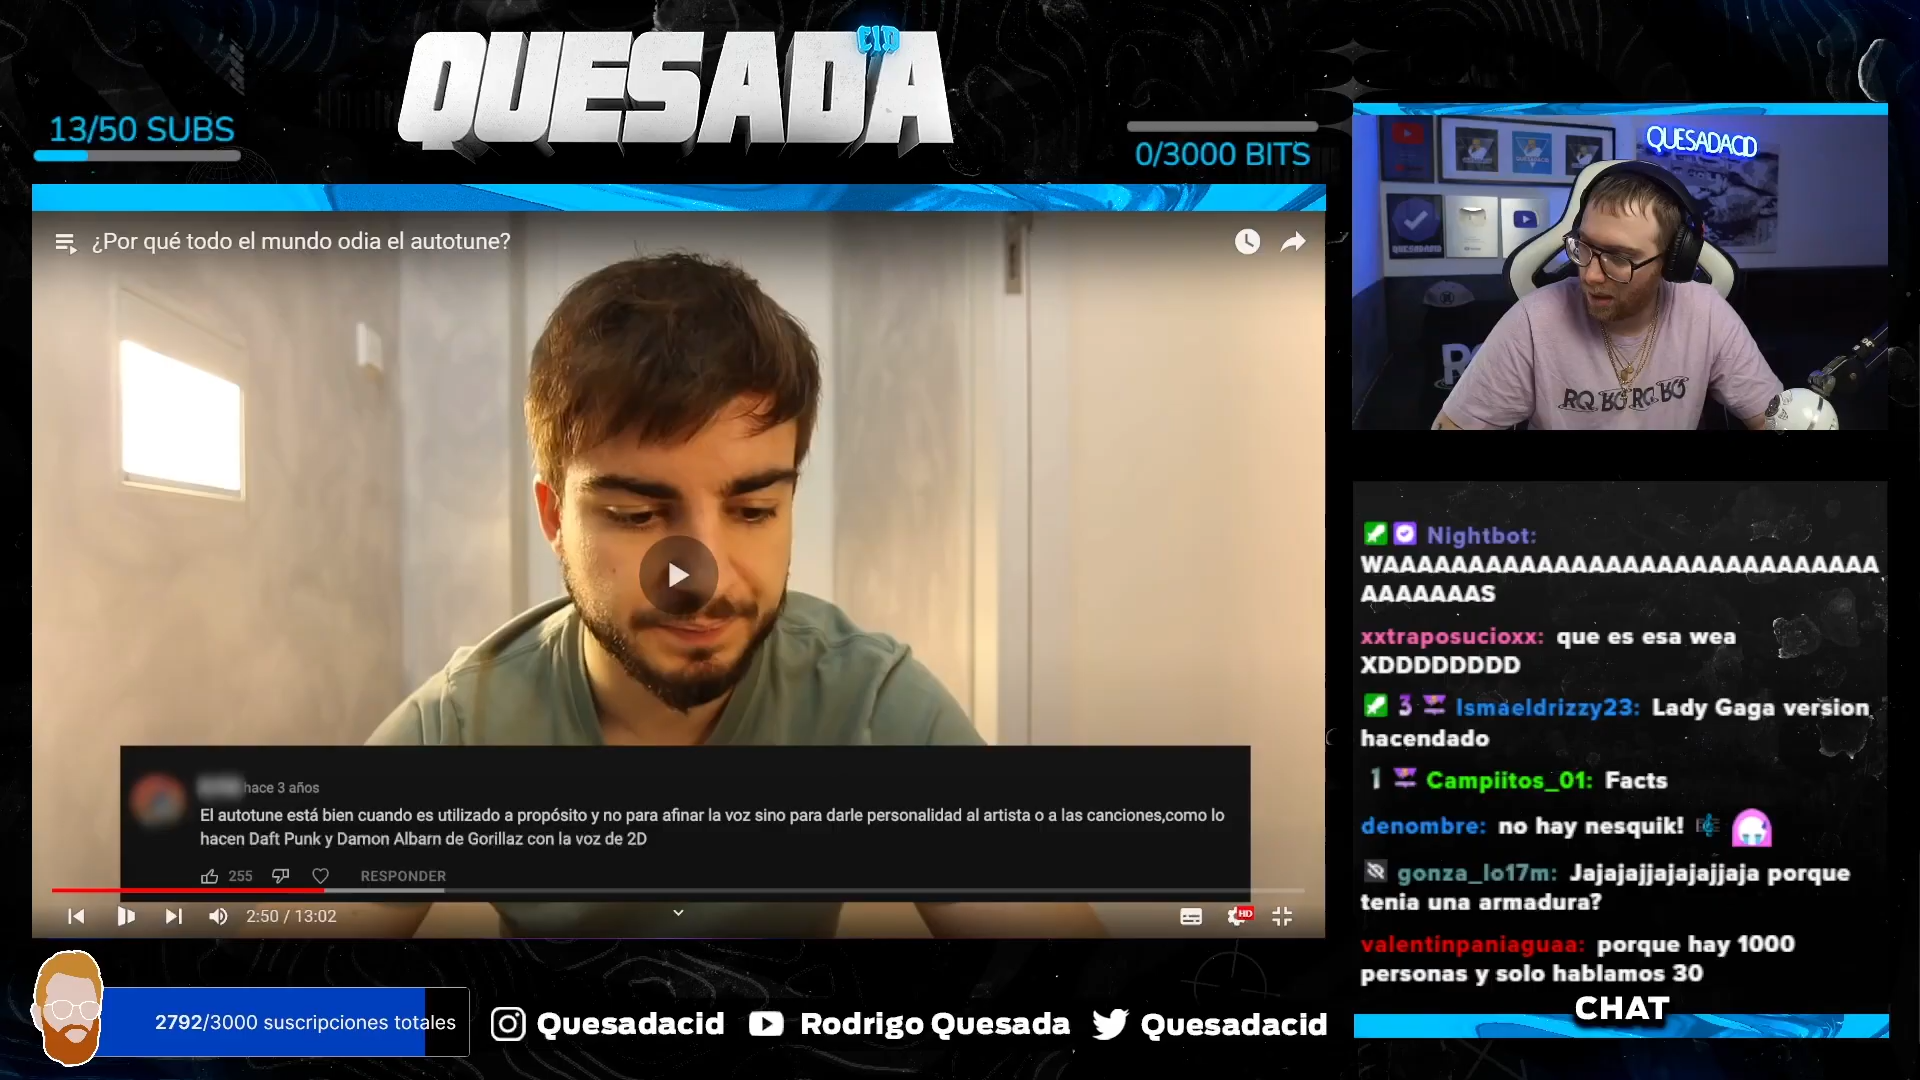 CID
QUESADA
13/50 SUBS
0/3000 BITS
¿Por qué todo el mundo odia el autotune?
QUESADACID
QUESADACID
RQ RQ RQ RQ
hace 3 años
El autotune está bien cuando es utilizado a propósito y no para afinar la voz sino para darle personalidad al artista o a las canciones,como lo
hacen Daft Punk y Damon Albarn de Gorillaz con la voz de 2D
255
RESPONDER
2:50 / 13:02
HD
Nightbot:
WAAAAAAAAAAAAAAAAAAAAAAAAAAAAA
AAAAAAAS
xxtraposucioxx: que es esa wea
XDDDDDDDD
3 Ismaeldrizzy23: Lady Gaga version
hacendado
1 Campiitos_01: Facts
denombre: no hay nesquik!
gonza_lo17m: Jajajajjajajajjaja porque
tenia una armadura?
valentinpaniaguaa: porque hay 1000
personas y solo hablamos 30
CHAT
2792/3000 suscripciones totales
Quesadacid
Rodrigo Quesada
Quesadacid